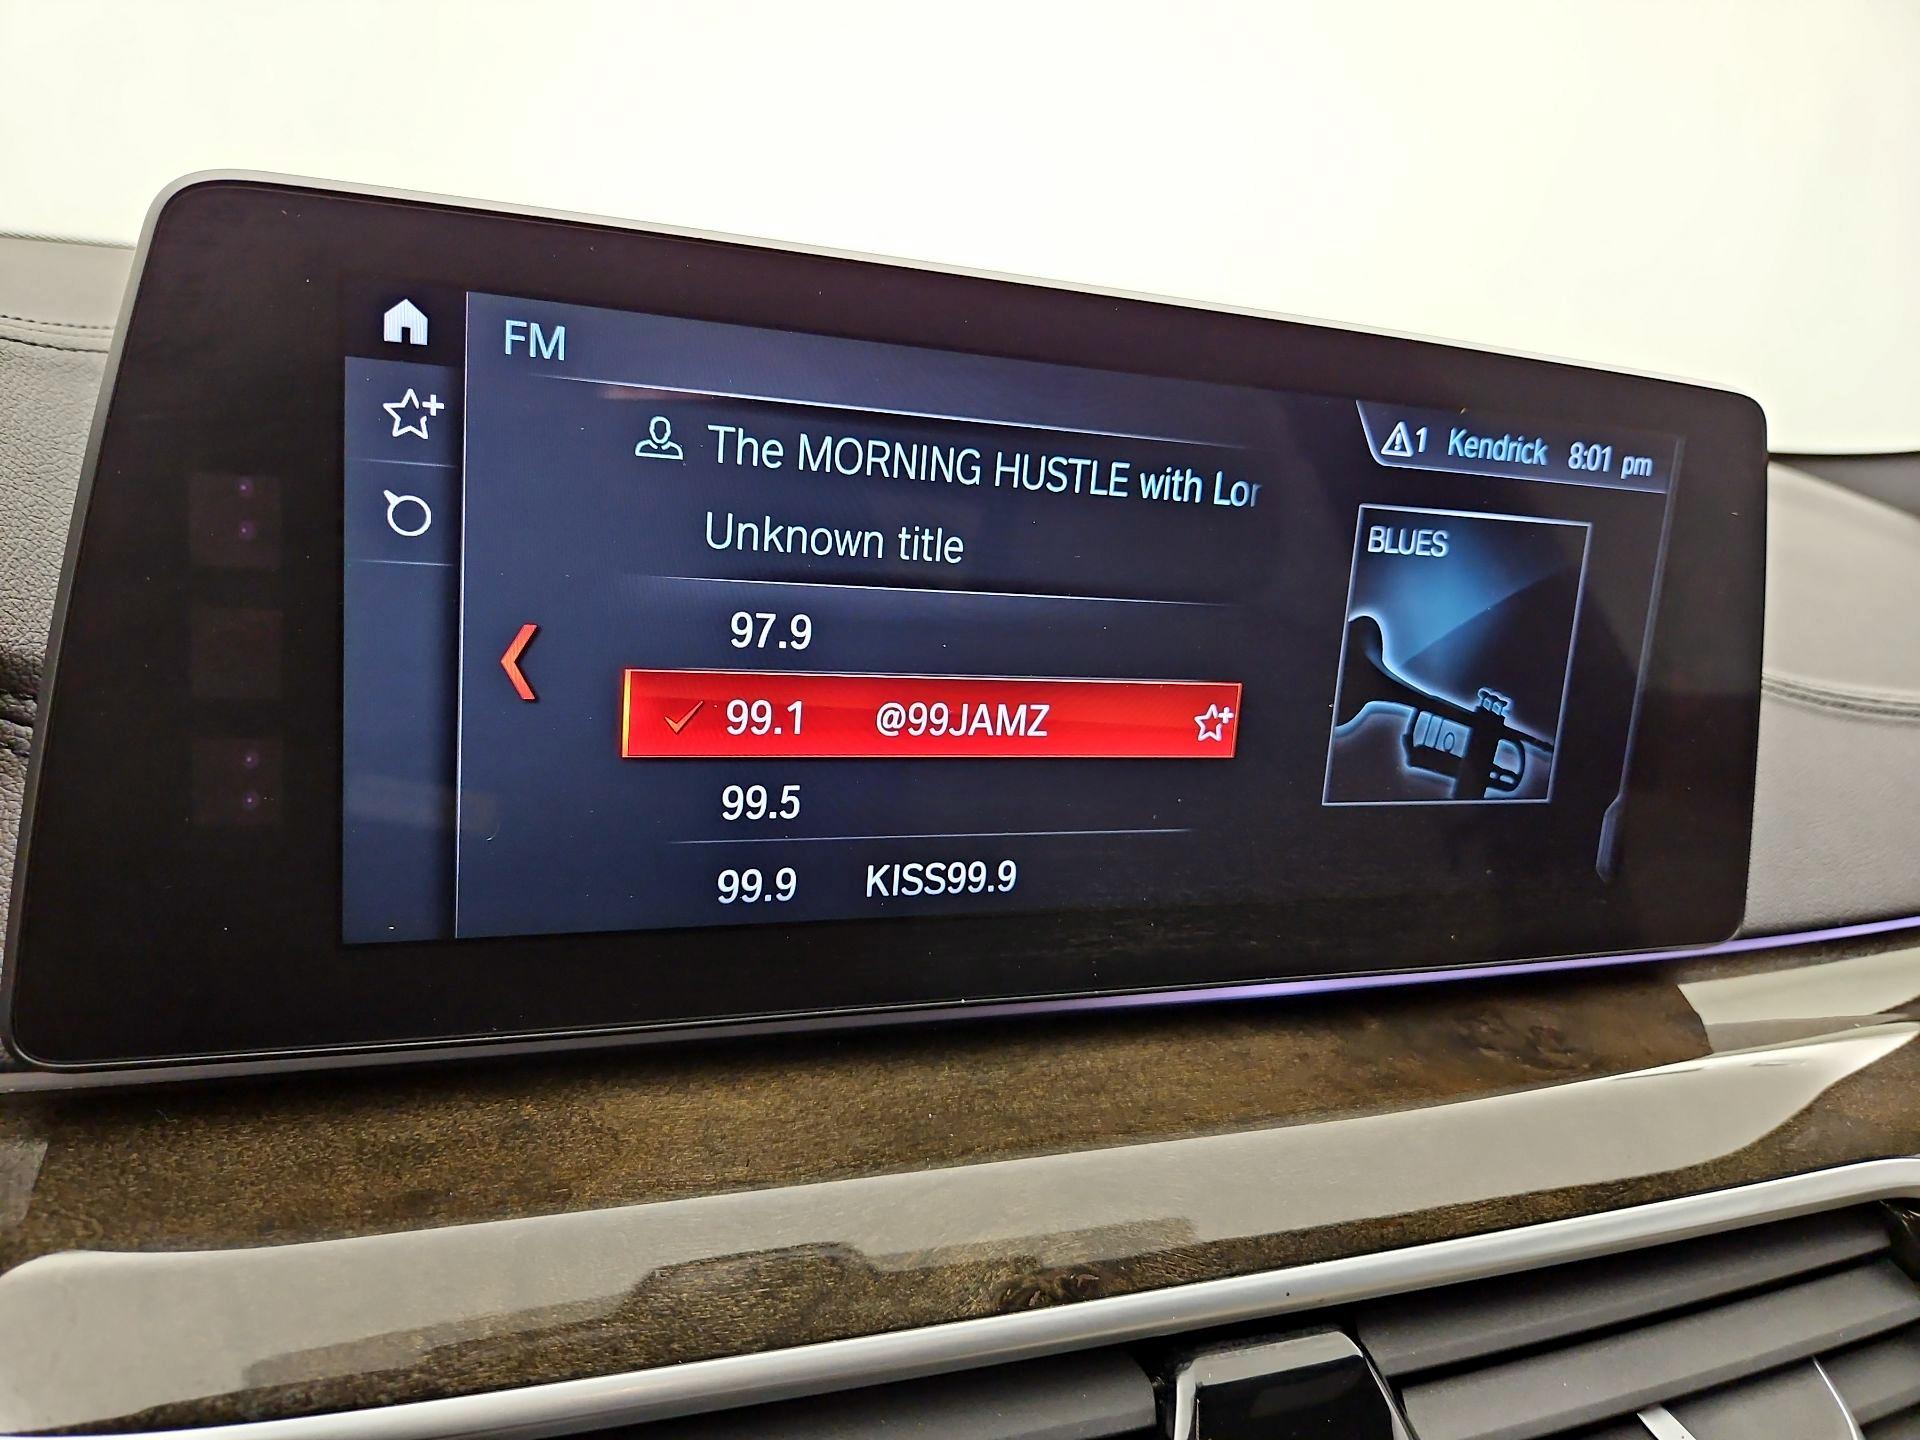 FM
The MORNING HUSTLE with Lor
Unknown title
1 Kendrick 8:01 pm
BLUES
97.9
99.1 @99JAMZ
99.5
99.9 KISS99.9